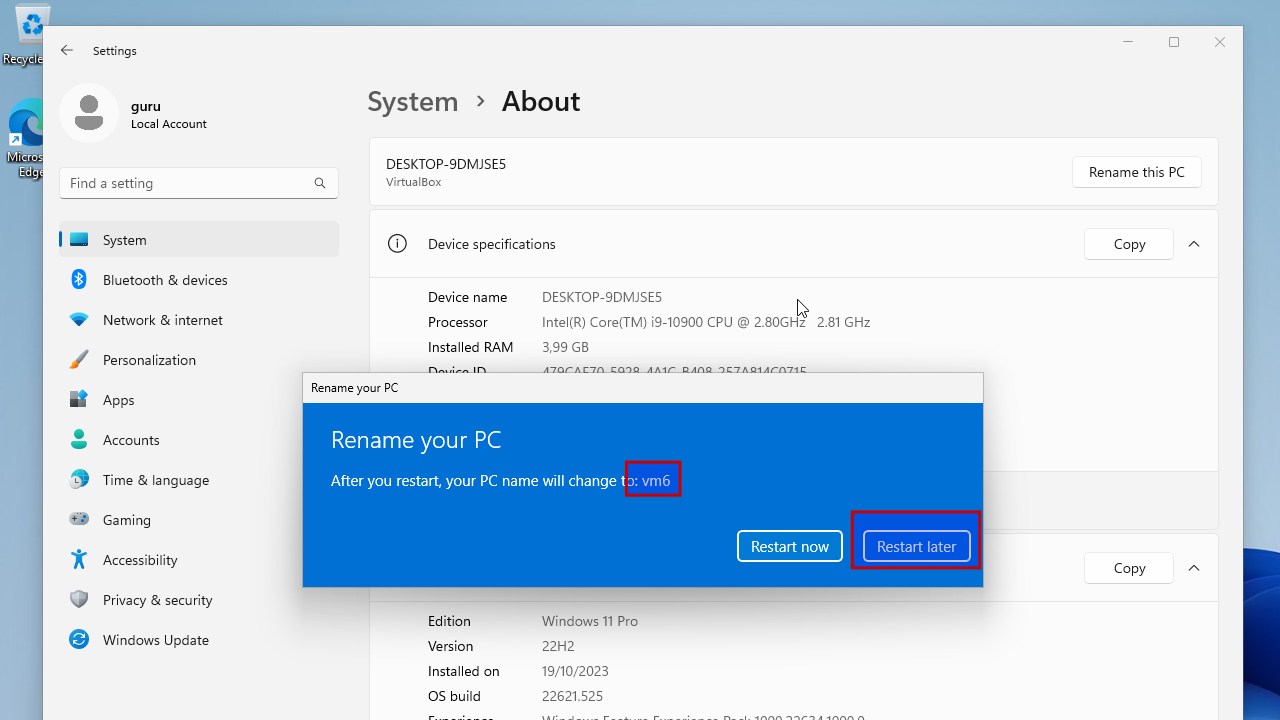 Recycle
Microso
Edge
Settings
guru
Local Account
Find a setting
System
Bluetooth & devices
Network & internet
Personalization
Apps
Accounts
Time & language
Gaming
Accessibility
Privacy & security
Windows Update
System > About
DESKTOP-9DMJSE5
VirtualBox
Rename this PC
Device specifications
Copy
Device name DESKTOP-9DMJSE5
Processor Intel(R) Core(TM) i9-10900 CPU @ 2.80GHz 2.81 GHz
Installed RAM 3,99 GB
Device ID
Rename your PC
Rename your PC
After you restart, your PC name will change to: vm6
Restart now
Restart later
Copy
Edition Windows 11 Pro
Version 22H2
Installed on 19/10/2023
OS build 22621.525
Experience Windows Feature Experience Pack